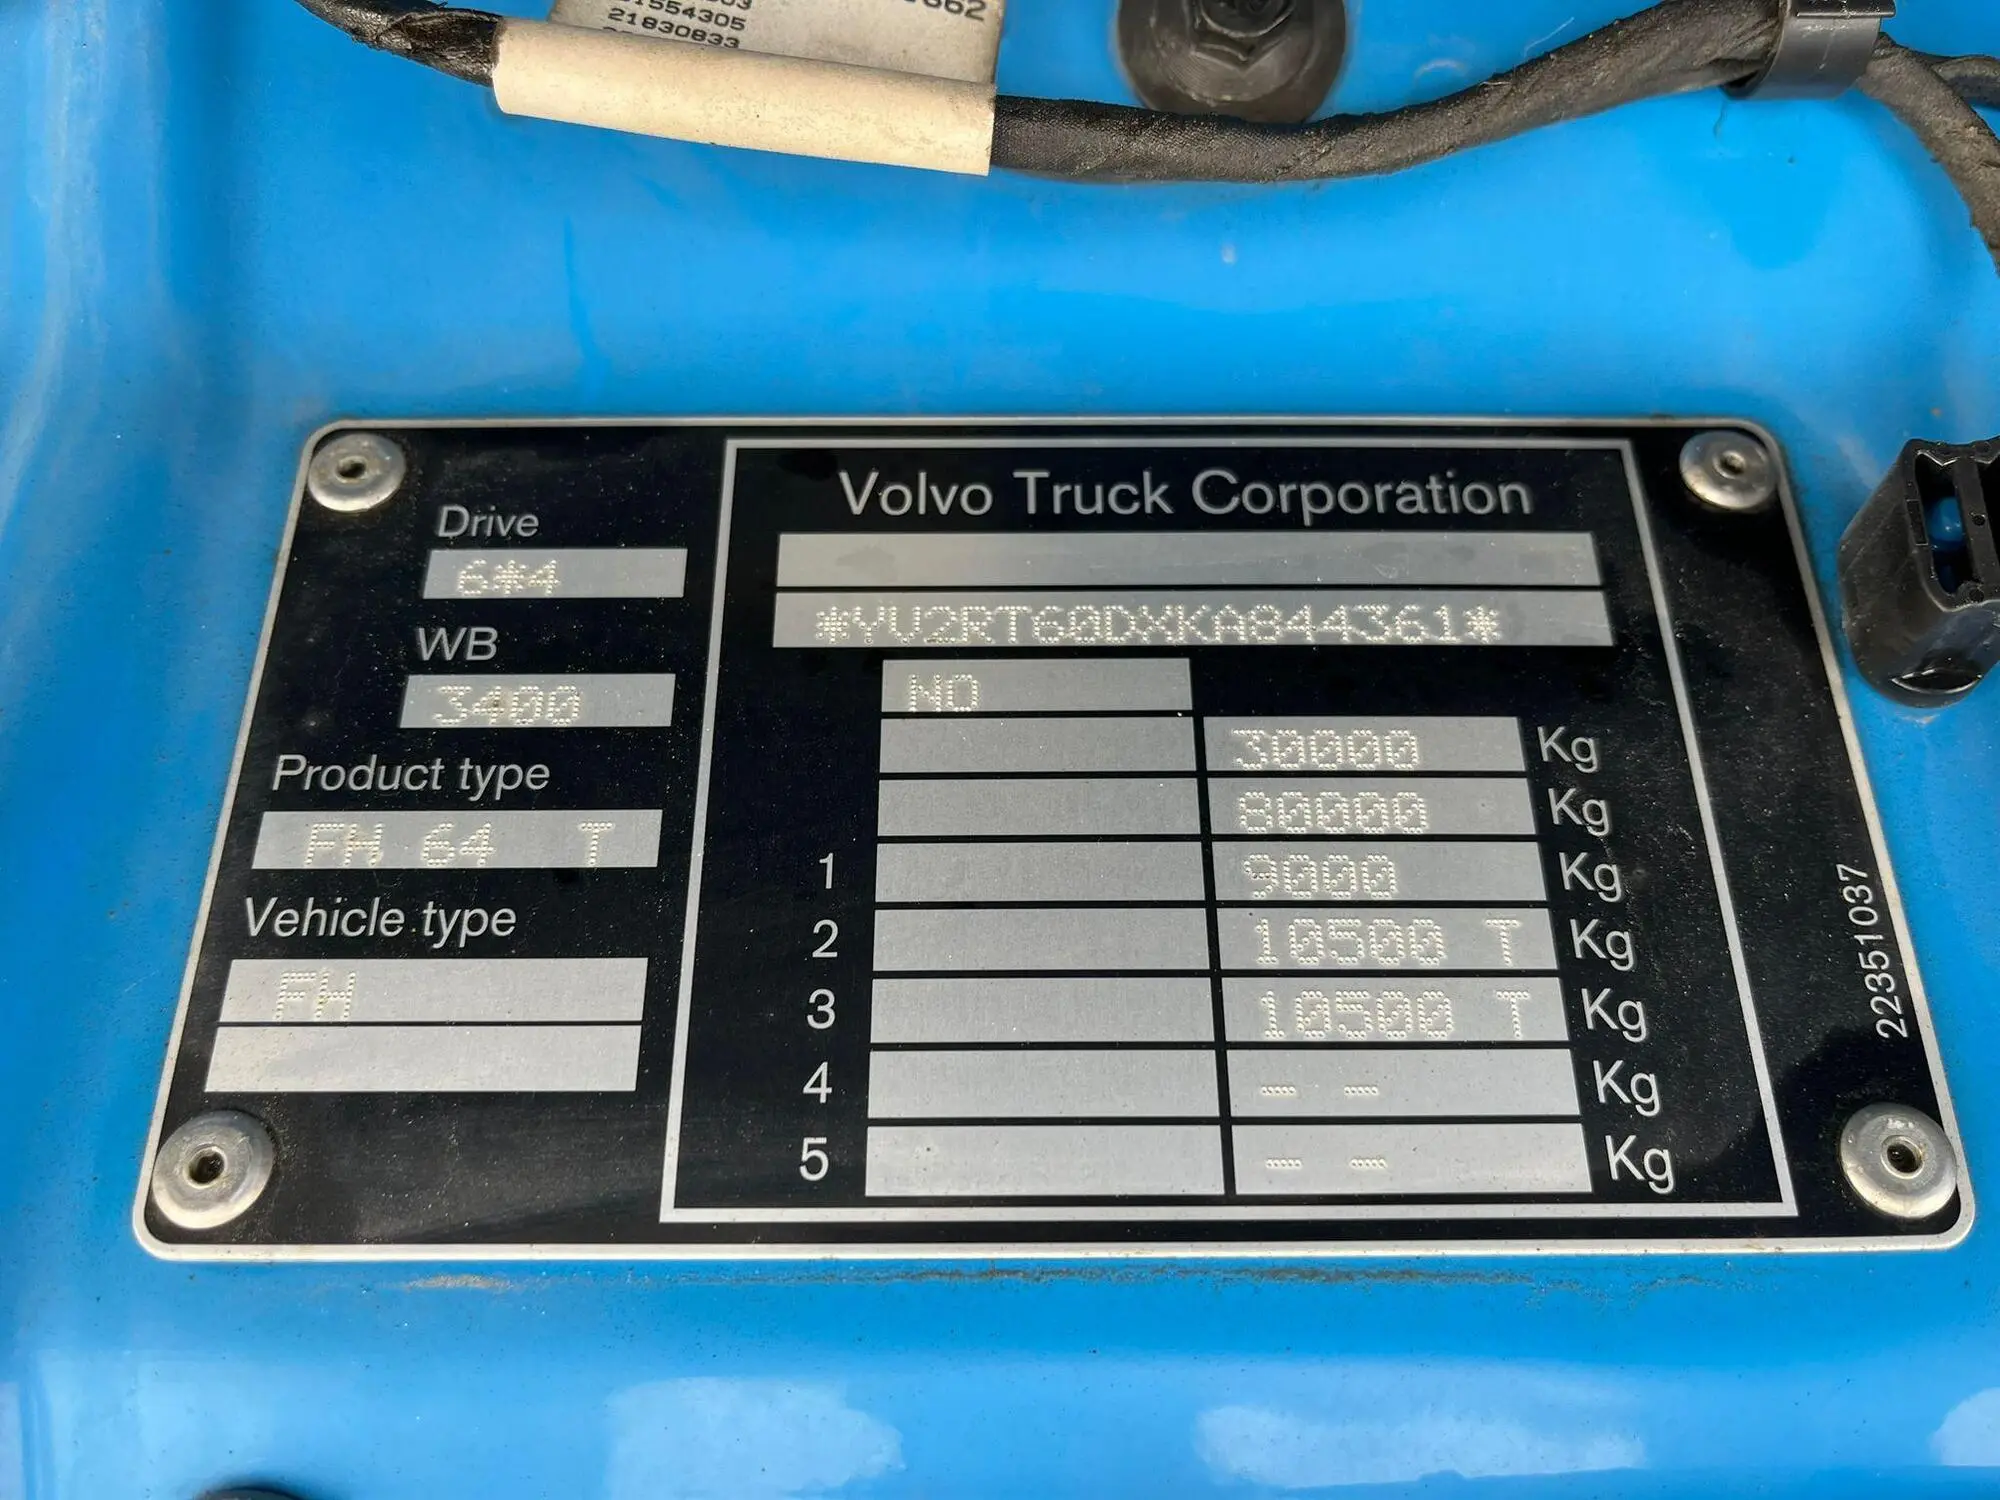 21554305
21830833
Volvo Truck Corporation
Drive
6*4
*YV2RT60DXKA844361*
WB
3400
NO
30000 Kg
Product type
80000 Kg
FH 64 T
1 9000 Kg
Vehicle type
2 10500 T Kg
FH
3 10500 T Kg
4 - - Kg
5 - - Kg
22351037